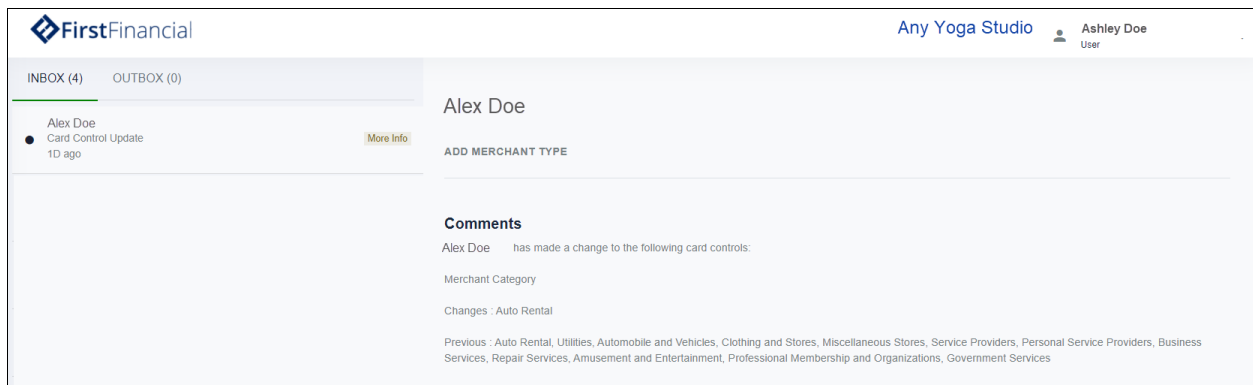 FirstFinancial
Any Yoga Studio
Ashley Doe
User
INBOX (4) OUTBOX (0)
Alex Doe
Card Control Update
More Info
1D ago
Alex Doe
ADD MERCHANT TYPE
Comments
Alex Doe has made a change to the following card controls:
Merchant Category
Changes : Auto Rental
Previous : Auto Rental, Utilities, Automobile and Vehicles, Clothing and Stores, Miscellaneous Stores, Service Providers, Personal Service Providers, Business
Services, Repair Services, Amusement and Entertainment, Professional Membership and Organizations, Government Services